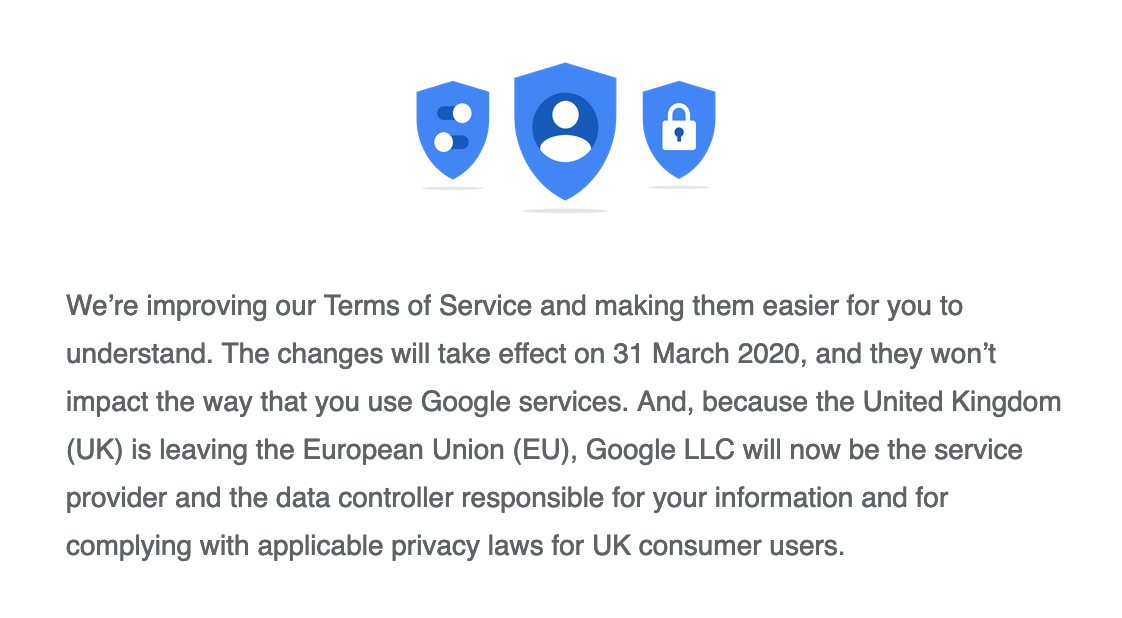 We’re improving our Terms of Service and making them easier for you to
understand. The changes will take effect on 31 March 2020, and they won’t
impact the way that you use Google services. And, because the United Kingdom
(UK) is leaving the European Union (EU), Google LLC will now be the service
provider and the data controller responsible for your information and for
complying with applicable privacy laws for UK consumer users.